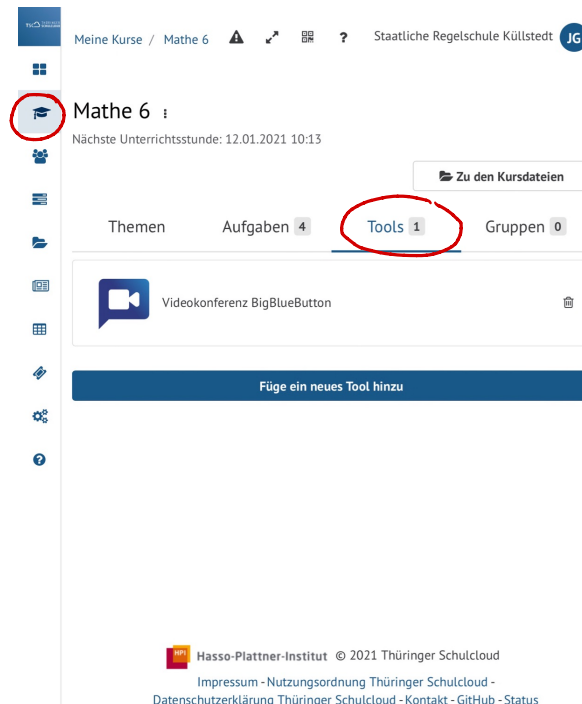 Meine Kurse / Mathe 6 ? Staatliche Regelschule Küllstedt JG
Mathe 6
Nächste Unterrichtsstunde: 12.01.2021 10:13
Zu den Kursdateien
Themen Aufgaben 4 Tools 1 Gruppen 0
Videokonferenz BigBlueButton
Füge ein neues Tool hinzu
HPI Hasso-Plattner-Institut © 2021 Thüringer Schulcloud
Impressum - Nutzungsordnung Thüringer Schulcloud -
Datenschutzerklärung Thüringer Schulcloud - Kontakt - GitHub - Status